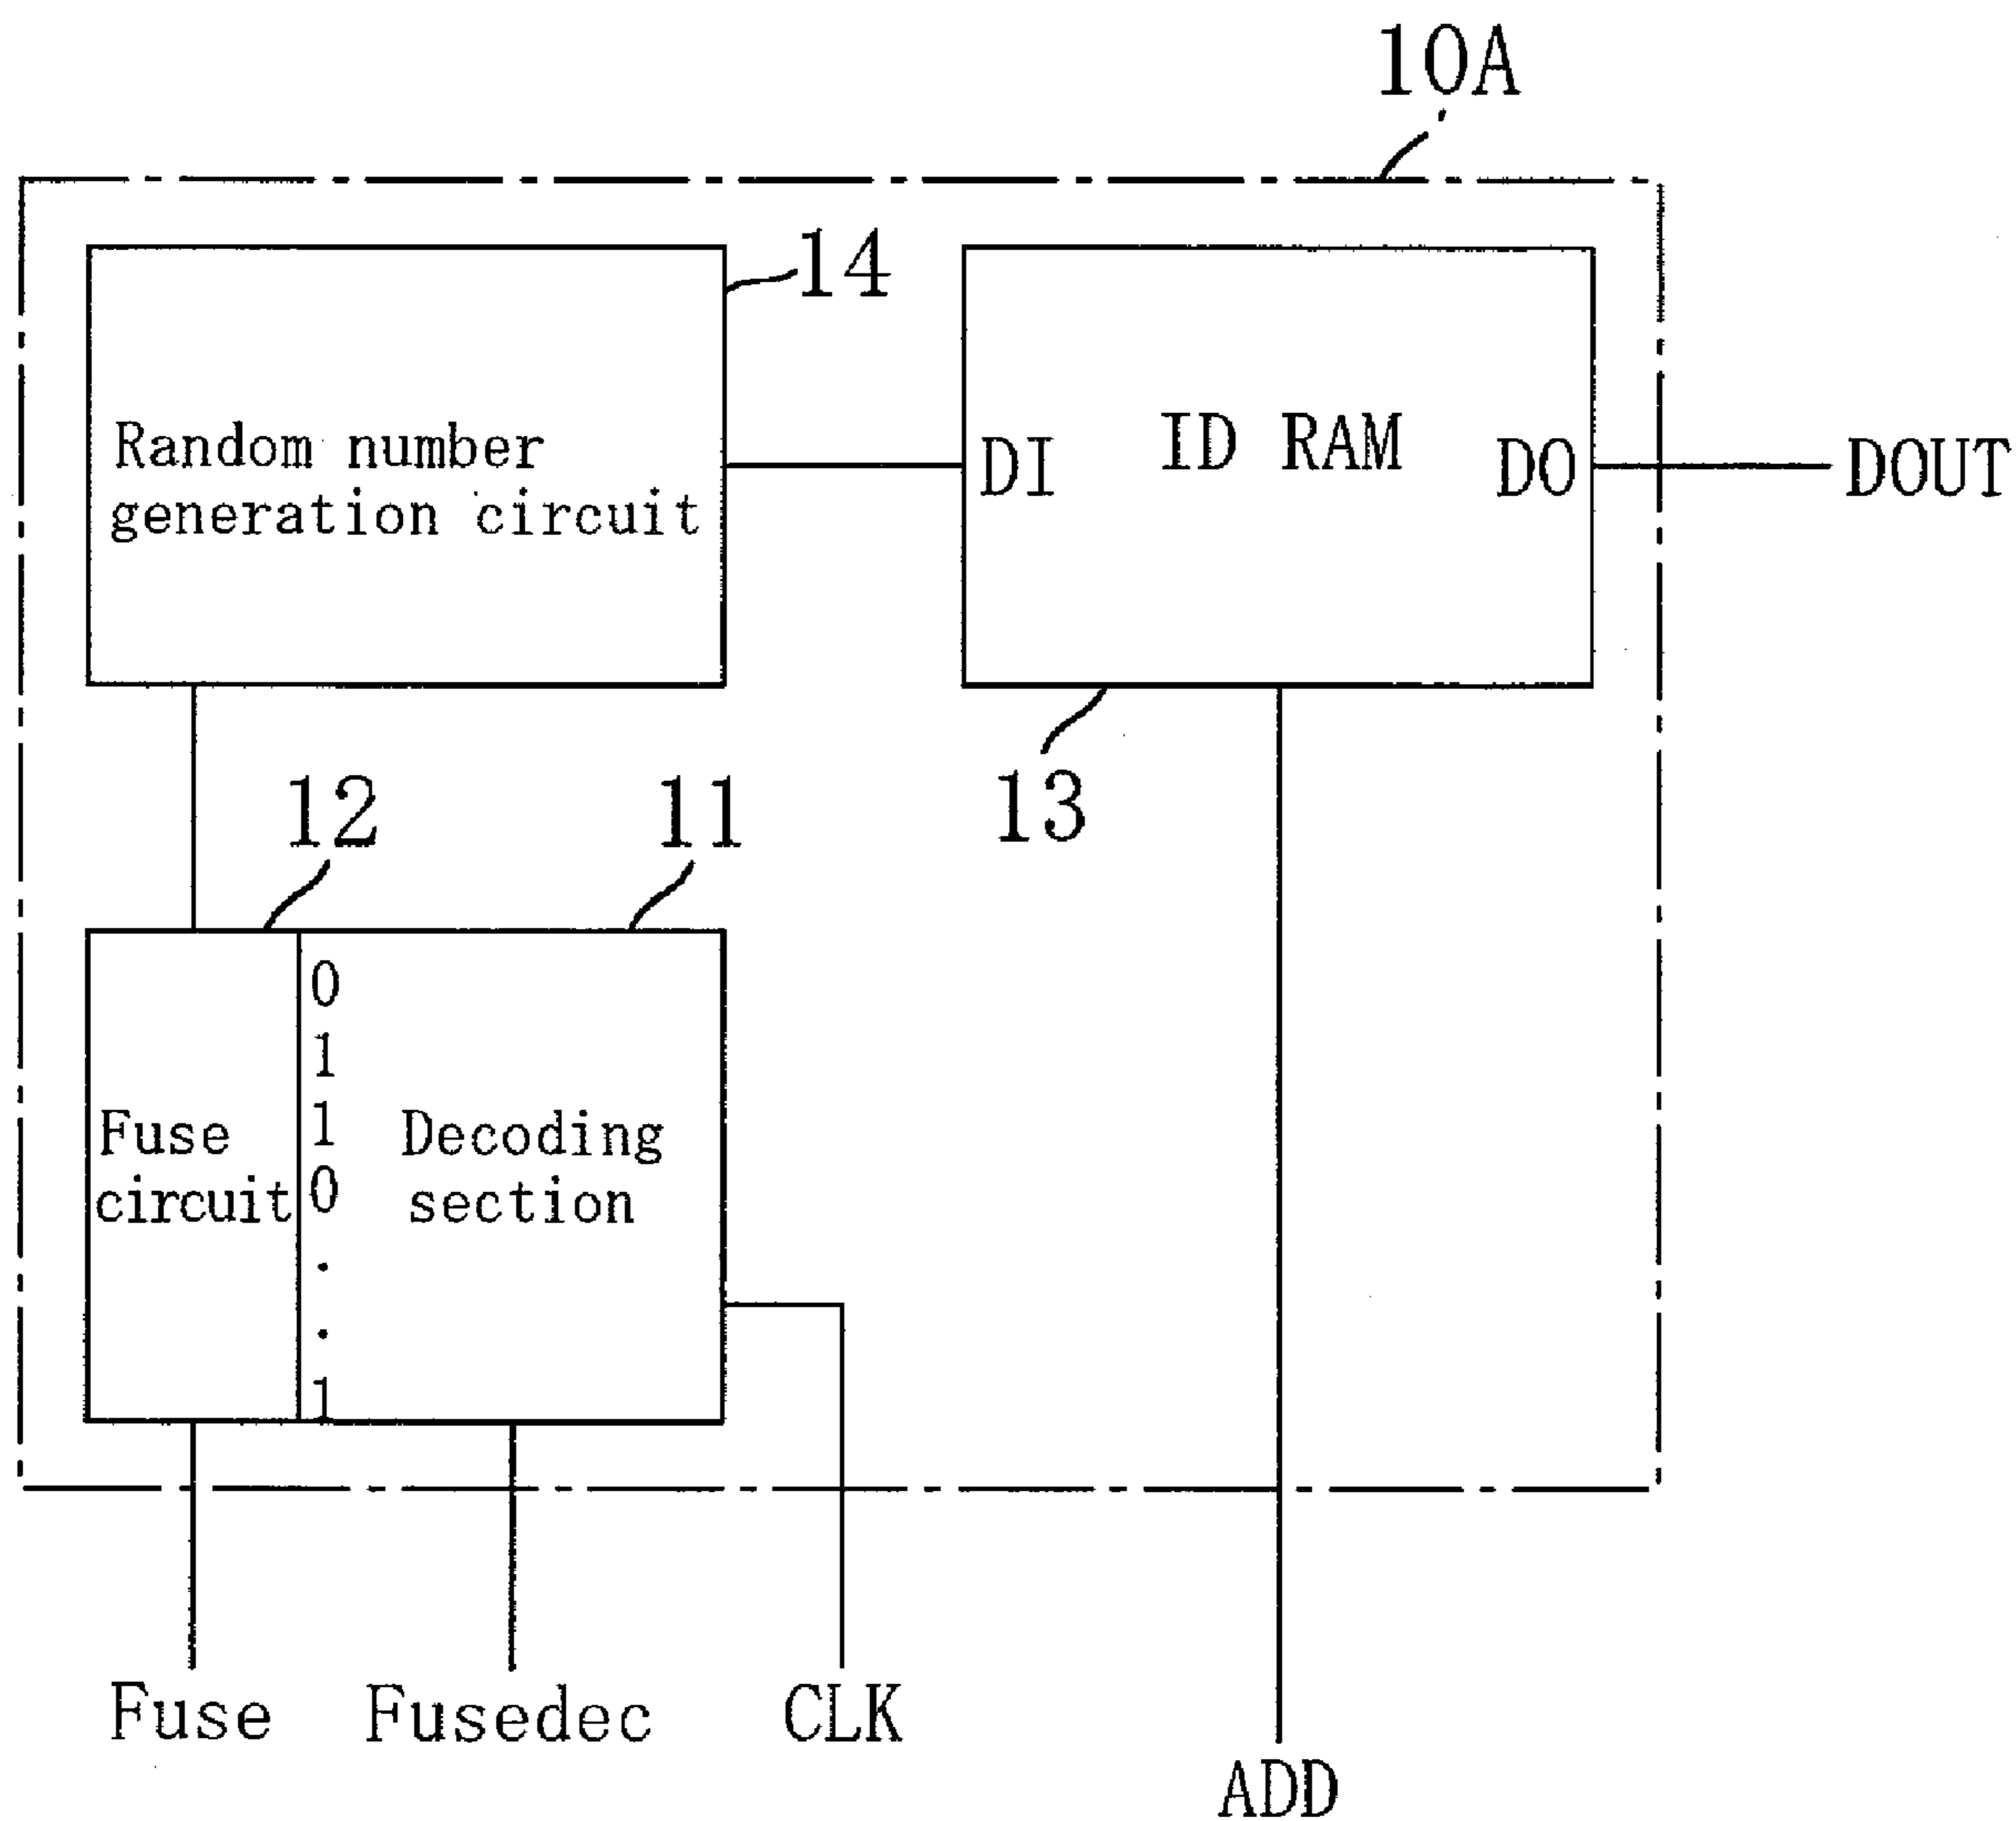 10A
14
Random number
generation circuit
DI
ID RAM
DO
DOUT
13
12
11
0
1
1
0
.
.
1
Fuse
circuit
Decoding
section
Fuse
Fusedec
CLK
ADD